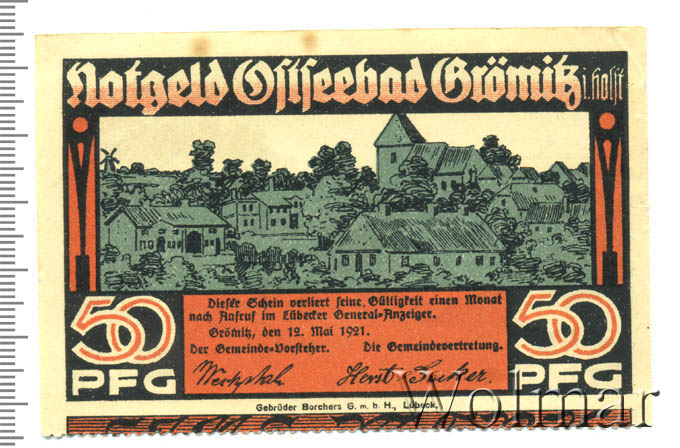 Notgeld Ostseebad Grömitz i. Holst
Dieser Schein verliert seine Gültigkeit einen Monat
nach Aufruf im Lübecker General-Anzeiger.
Grömitz, den 12. Mai 1921.
Der Gemeinde-Vorsteher. Die Gemeindevertretung.
50 PFG
50 PFG
Gebrüder Borchers G. m. b. H., Lübeck.
Wolmar